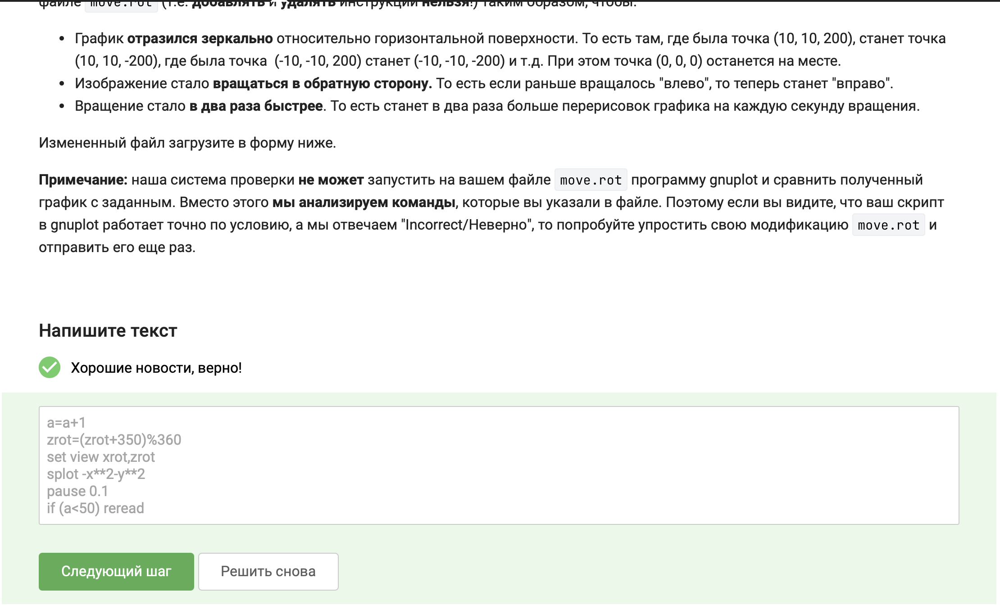 файле move.rot (т.е. добавлять и удалять инструкции нельзя!) таким образом, чтобы:
• График отразился зеркально относительно горизонтальной поверхности. То есть там, где была точка (10, 10, 200), станет точка
(10, 10, -200), где была точка  (-10, -10, 200) станет (-10, -10, -200) и т.д. При этом точка (0, 0, 0) останется на месте.
• Изображение стало вращаться в обратную сторону. То есть если раньше вращалось "влево", то теперь станет "вправо".
• Вращение стало в два раза быстрее. То есть станет в два раза больше перерисовок графика на каждую секунду вращения.
Измененный файл загрузите в форму ниже.
Примечание: наша система проверки не может запустить на вашем файле move.rot программу gnuplot и сравнить полученный
график с заданным. Вместо этого мы анализируем команды, которые вы указали в файле. Поэтому если вы видите, что ваш скрипт
в gnuplot работает точно по условию, а мы отвечаем "Incorrect/Неверно", то попробуйте упростить свою модификацию move.rot и
отправить его еще раз.
Напишите текст
Хорошие новости, верно!
a=a+1
zrot=(zrot+350)%360
set view xrot,zrot
splot -x**2-y**2
pause 0.1
if (a<50) reread
Следующий шаг
Решить снова